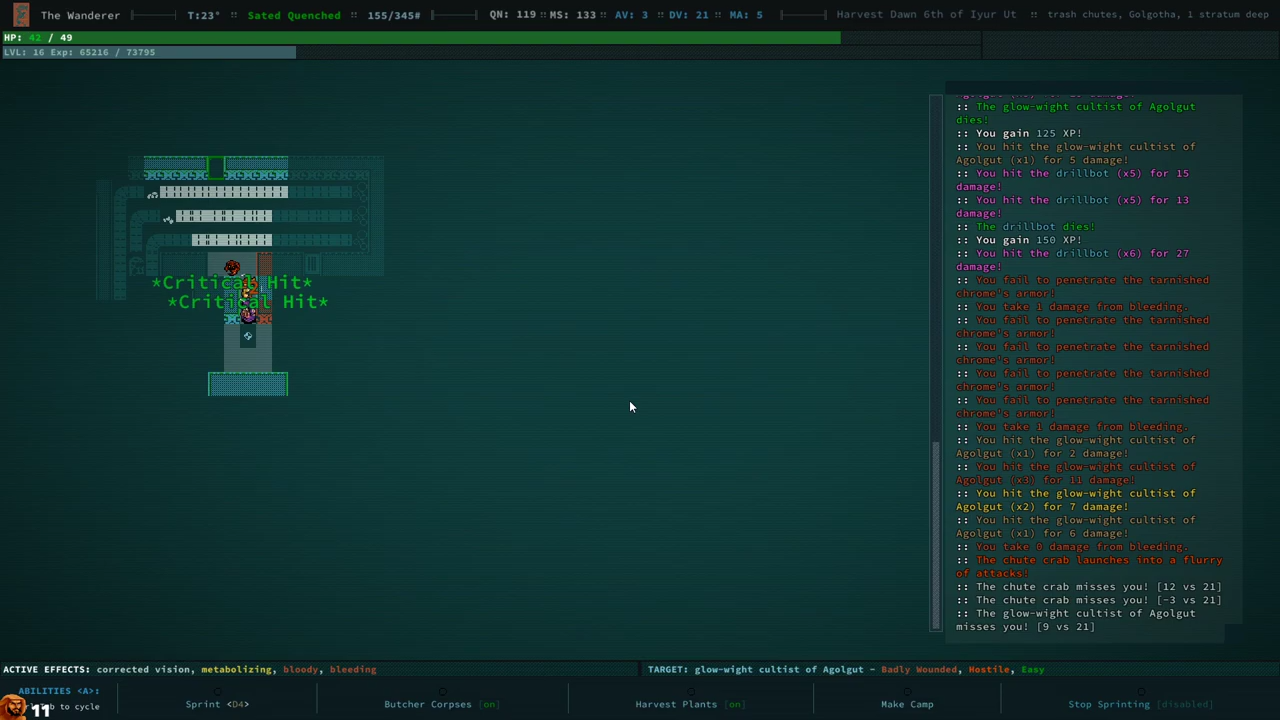 The Wanderer T:23° :: Sated Quenched :: 155/345# QN: 119 :: MS: 133 :: AV: 3 :: DV: 21 :: MA: 5 Harvest Dawn 6th of Iyur Ut :: trash chutes, Golgotha, 1 stratum deep
HP: 42 / 49
LVL: 16 Exp: 65216 / 73795
:: The glow-wight cultist of Agolgut
dies!
:: You gain 125 XP!
:: You hit the glow-wight cultist of
Agolgut (x1) for 5 damage!
:: You hit the drillbot (x5) for 15
damage!
:: You hit the drillbot (x5) for 13
damage!
:: The drillbot dies!
:: You gain 150 XP!
:: You hit the drillbot (x6) for 27
damage!
:: You fail to penetrate the tarnished
chrome's armor!
:: You take 1 damage from bleeding.
:: You fail to penetrate the tarnished
chrome's armor!
:: You fail to penetrate the tarnished
chrome's armor!
:: You fail to penetrate the tarnished
chrome's armor!
:: You fail to penetrate the tarnished
chrome's armor!
:: You take 1 damage from bleeding.
:: You hit the glow-wight cultist of
Agolgut (x1) for 2 damage!
:: You hit the glow-wight cultist of
Agolgut (x3) for 11 damage!
:: You hit the glow-wight cultist of
Agolgut (x2) for 7 damage!
:: You hit the glow-wight cultist of
Agolgut (x1) for 6 damage!
:: You take 0 damage from bleeding.
:: The chute crab launches into a flurry
of attacks!
:: The chute crab misses you! [12 vs 21]
:: The chute crab misses you! [-3 vs 21]
:: The glow-wight cultist of Agolgut
misses you! [9 vs 21]
*Critical Hit*
*Critical Hit*
ACTIVE EFFECTS: corrected vision, metabolizing, bloody, bleeding
TARGET: glow-wight cultist of Agolgut - Badly Wounded, Hostile, Easy
ABILITIES <A>:
to cycle
11
Sprint <D4>
Butcher Corpses [on]
Harvest Plants [on]
Make Camp
Stop Sprinting [disabled]